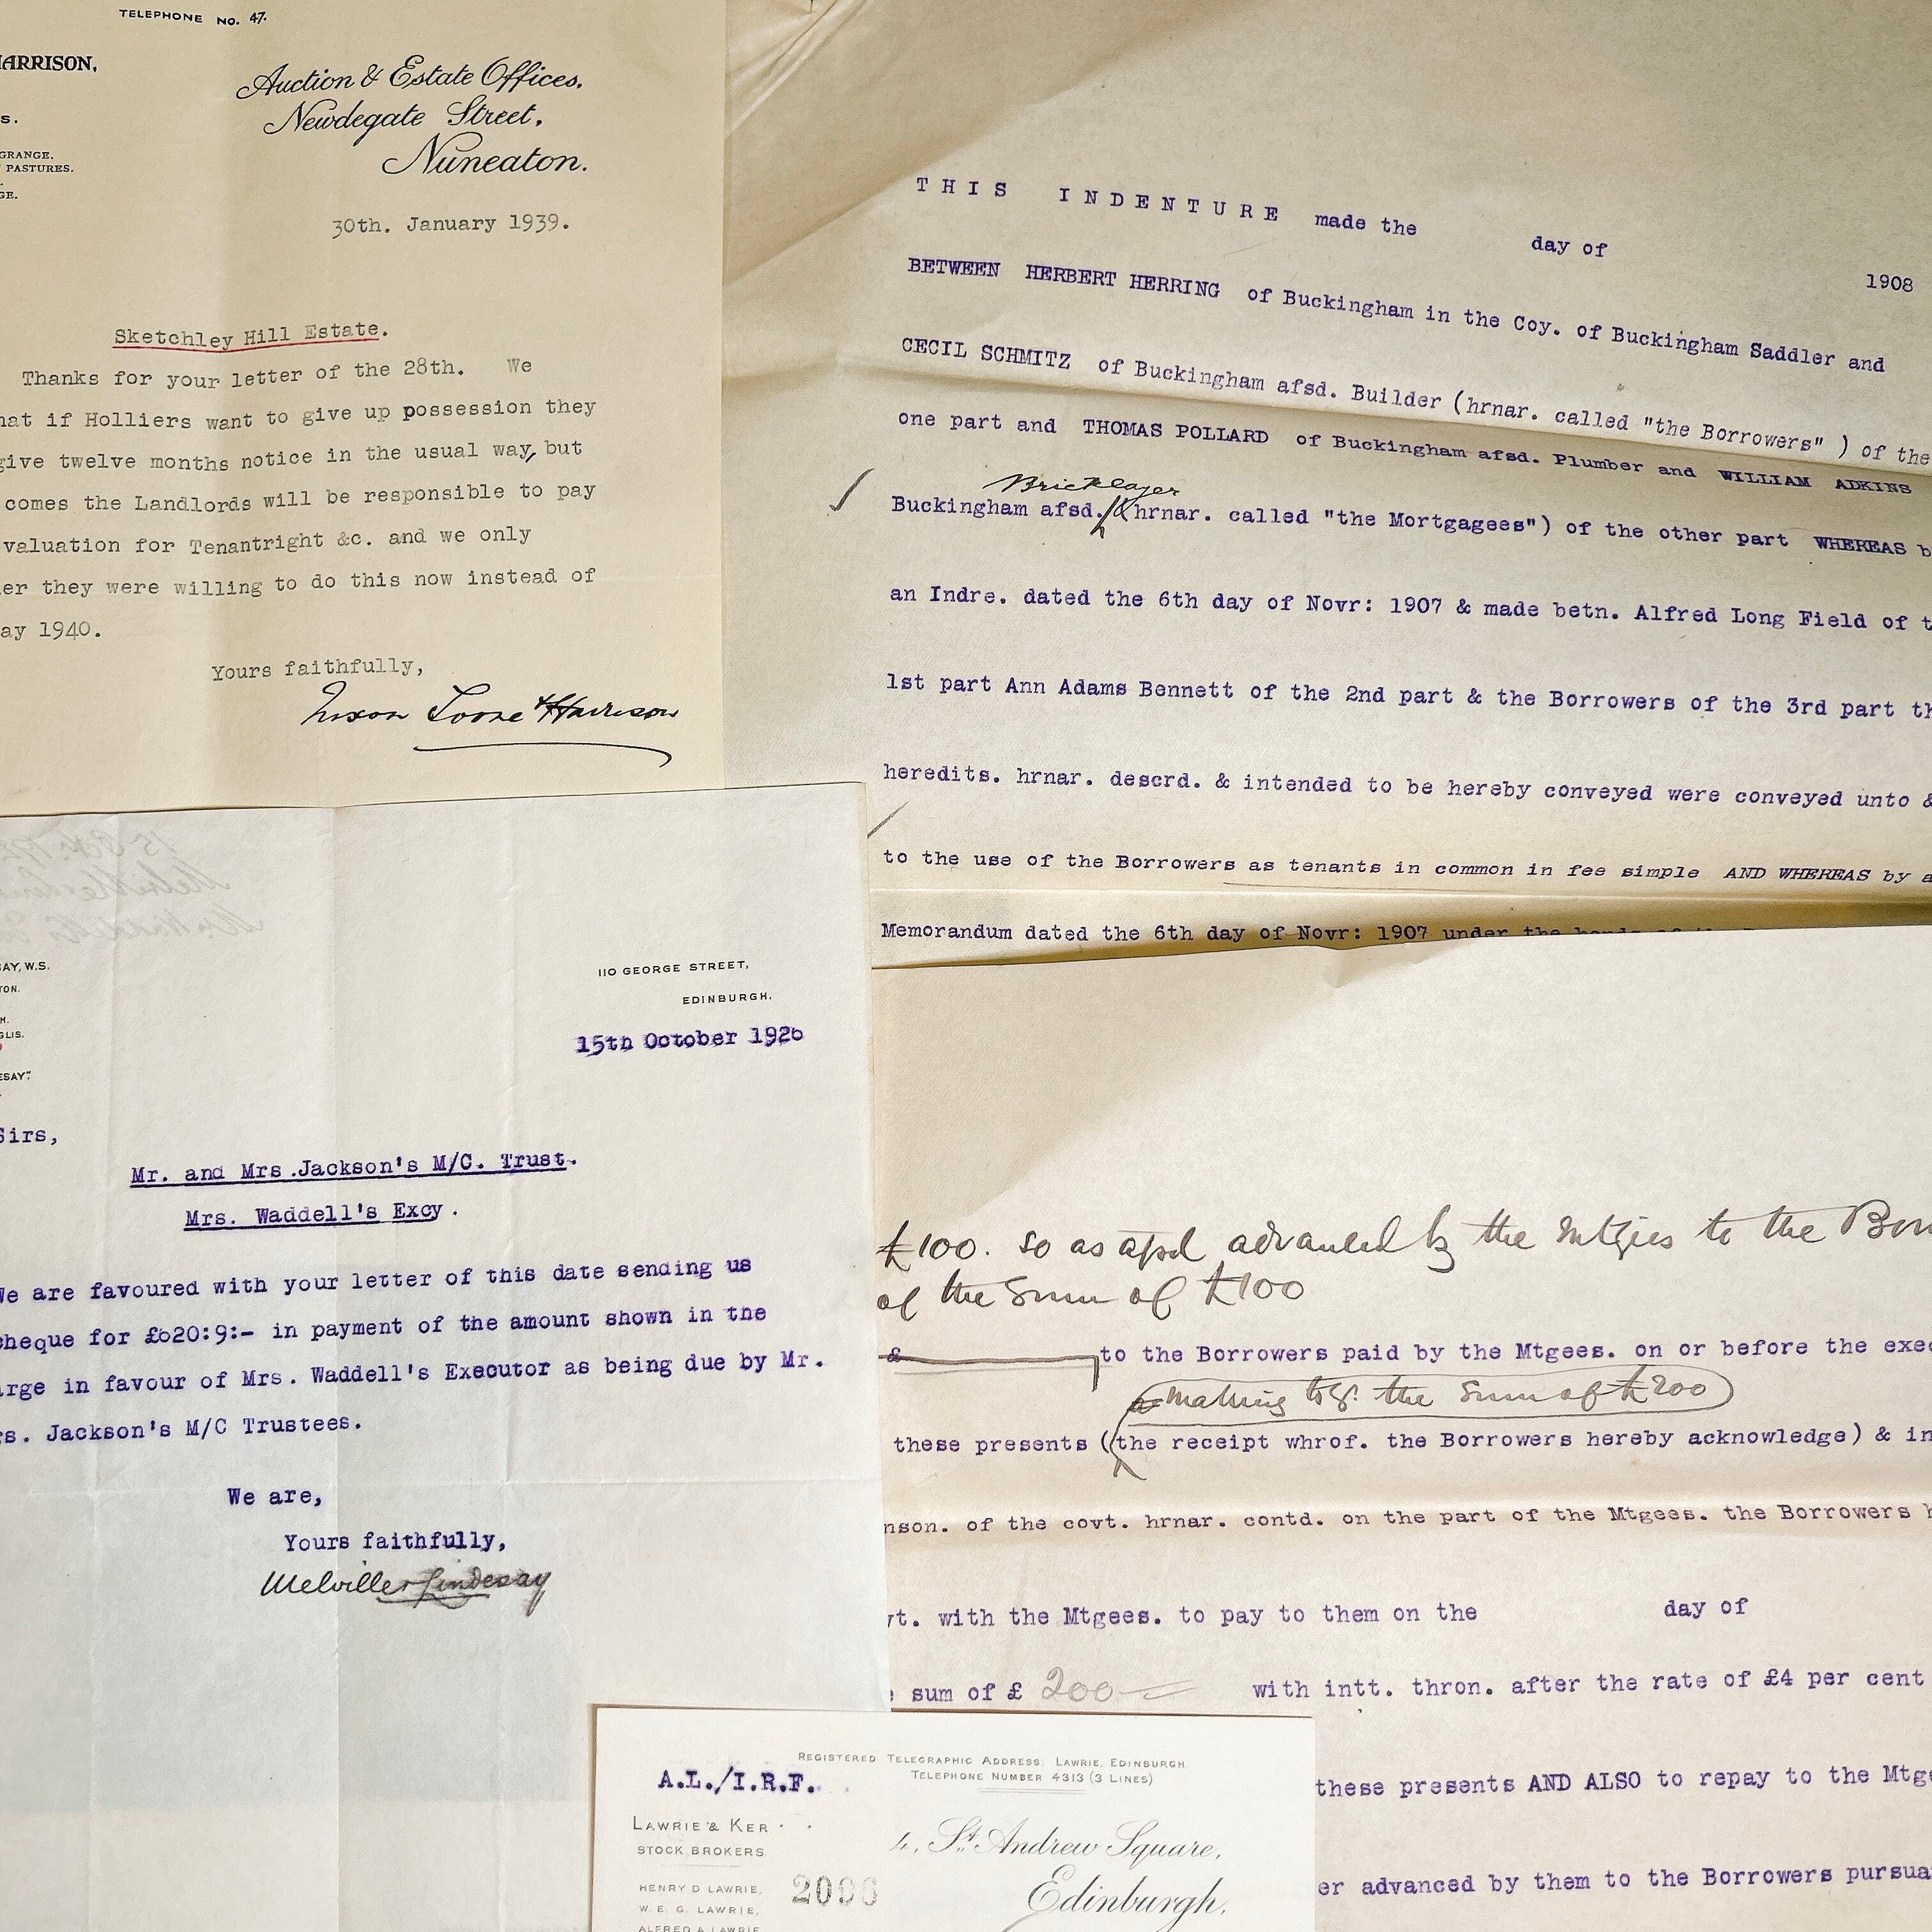 TELEPHONE NO. 47.
HARRISON,
Auction & Estate Offices,
Newdegate Street,
Nuneaton.
S.
GRANGE.
PASTURES.
GE.
30th. January 1939.
Sketchley Hill Estate.
Thanks for your letter of the 28th. We
hat if Holliers want to give up possession they
give twelve months notice in the usual way, but
comes the Landlords will be responsible to pay
valuation for Tenantright &c. and we only
er they were willing to do this now instead of
ay 1940.
Yours faithfully,
Harrison
THIS INDENTURE made the day of 1908
BETWEEN HERBERT HERRING of Buckingham in the Coy. of Buckingham Saddler and
CECIL SCHMITZ of Buckingham afsd. Builder (hrnar. called "the Borrowers" ) of the
one part and THOMAS POLLARD of Buckingham afsd. Plumber and WILLIAM ADKINS
Bricklayer
Buckingham afsd. (hrnar. called "the Mortgagees") of the other part WHEREAS b
an Indre. dated the 6th day of Novr: 1907 & made betn. Alfred Long Field of t
1st part Ann Adams Bennett of the 2nd part & the Borrowers of the 3rd part th
heredits. hrnar. descrd. & intended to be hereby conveyed were conveyed unto &
to the use of the Borrowers as tenants in common in fee simple AND WHEREAS by a
Memorandum dated the 6th day of Novr: 1907 under the
SAY, W.S.
TON.
H.
GLIS.
ESAY".
110 GEORGE STREET,
EDINBURGH,
15th October 1926
Sirs,
Mr. and Mrs.Jackson's M/C. Trust.
Mrs. Waddell's Excy.
We are favoured with your letter of this date sending us
cheque for £620:9:- in payment of the amount shown in the
arge in favour of Mrs. Waddell's Executor as being due by Mr.
rs. Jackson's M/C Trustees.
We are,
Yours faithfully,
Melville Lindesay
£100. so as afsd advanced by the Mtgees to the Borr
of the sum of £100
& to the Borrowers paid by the Mtgees. on or before the exec
making togr. the sum of £200
these presents (the receipt whrof. the Borrowers hereby acknowledge) & in
nson. of the covt. hrnar. contd. on the part of the Mtgees. the Borrowers h
vt. with the Mtgees. to pay to them on the day of
sum of £ 200 with intt. thron. after the rate of £4 per cent
these presents AND ALSO to repay to the Mtge
er advanced by them to the Borrowers pursua
REGISTERED TELEGRAPHIC ADDRESS: LAWRIE, EDINBURGH.
TELEPHONE NUMBER 4313 (3 LINES)
A.L./I.R.F.
LAWRIE & KER
STOCK BROKERS.
4, St. Andrew Square,
Edinburgh.
HENRY D LAWRIE,
W. E. G. LAWRIE,
ALFRED A LAWRIE
2096